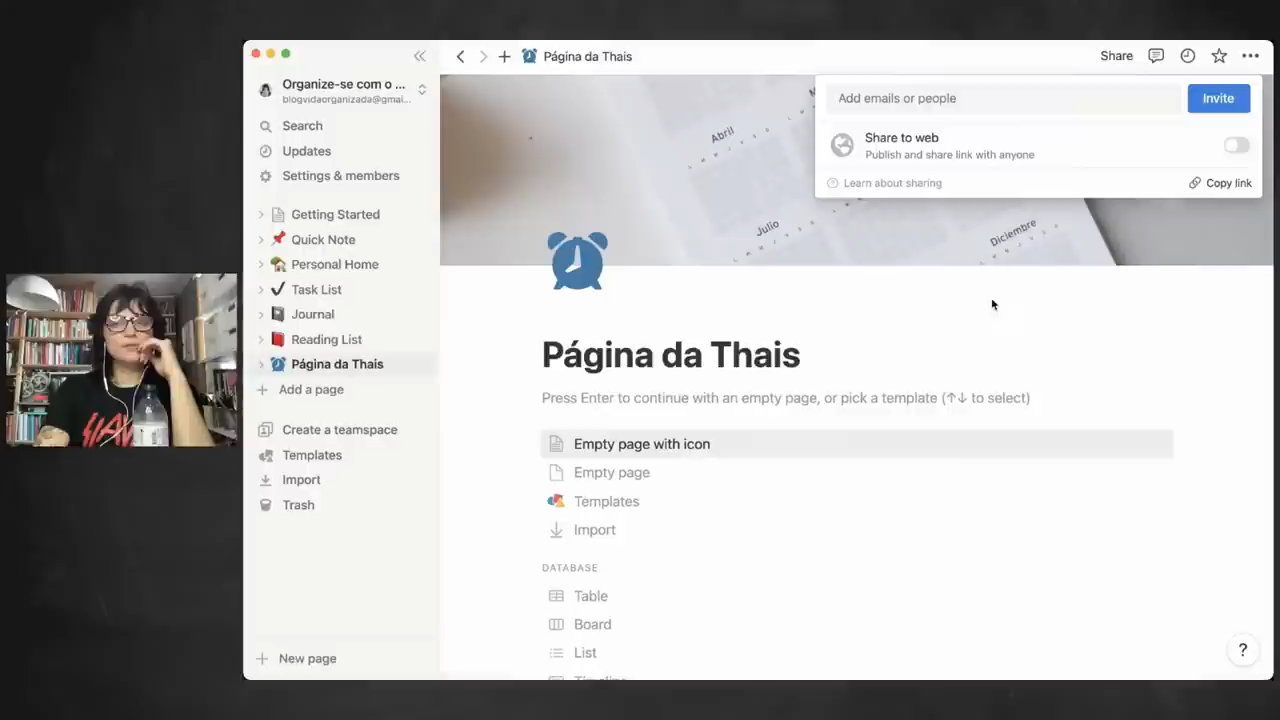 Organize-se com o ...
blogvidaorganizada@gmai...
Search
Updates
Settings & members
Getting Started
Quick Note
Personal Home
Task List
Journal
Reading List
Página da Thais
Add a page
Create a teamspace
Templates
Import
Trash
New page
Página da Thais
Share
Add emails or people
Invite
Share to web
Publish and share link with anyone
Learn about sharing
Copy link
Abril
Julio
Diciembre
Página da Thais
Press Enter to continue with an empty page, or pick a template (↑↓ to select)
Empty page with icon
Empty page
Templates
Import
DATABASE
Table
Board
List
Timeline
?